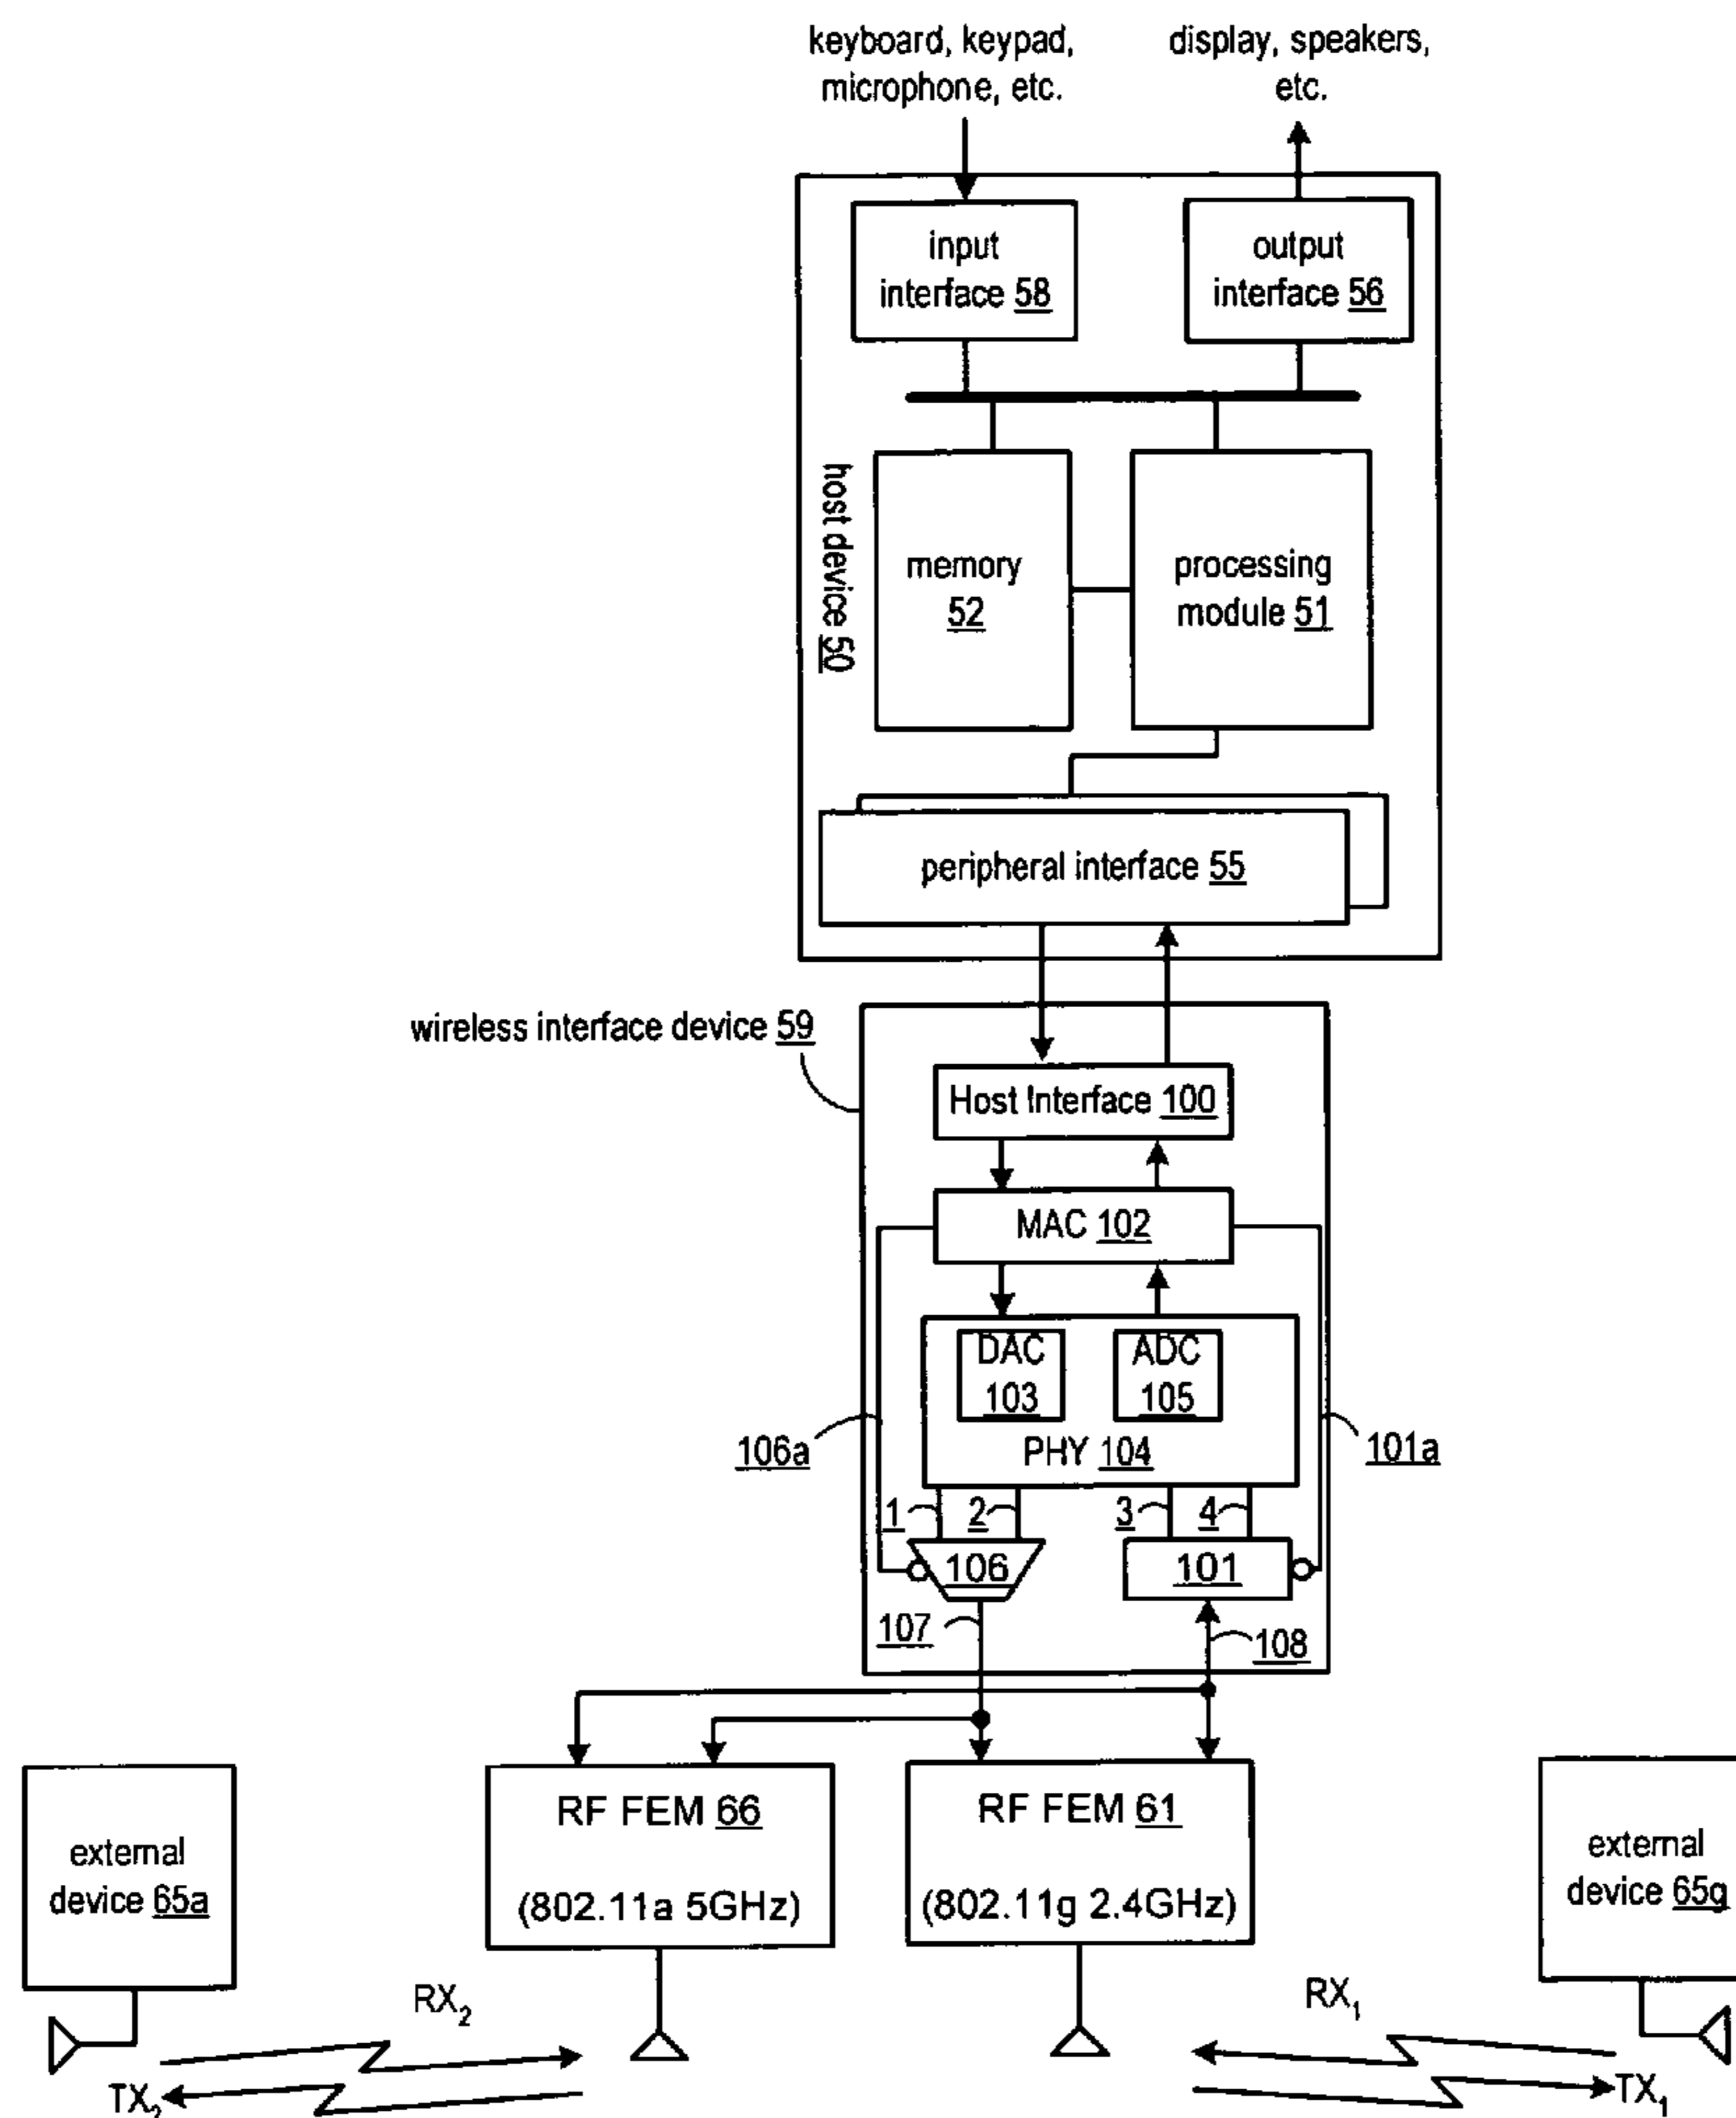 keyboard, keypad,
microphone, etc.
display, speakers,
etc.
input
interface 58
output
interface 56
host device 50
memory
52
processing
module 51
peripheral interface 55
wireless interface device 59
Host Interface 100
MAC 102
DAC
103
ADC
105
PHY 104
106a
101a
1
2
3
4
106
101
107
108
external
device 65a
RF FEM 66
(802.11a 5GHz)
RF FEM 61
(802.11g 2.4GHz)
external
device 65g
RX2
RX1
TX2
TX1